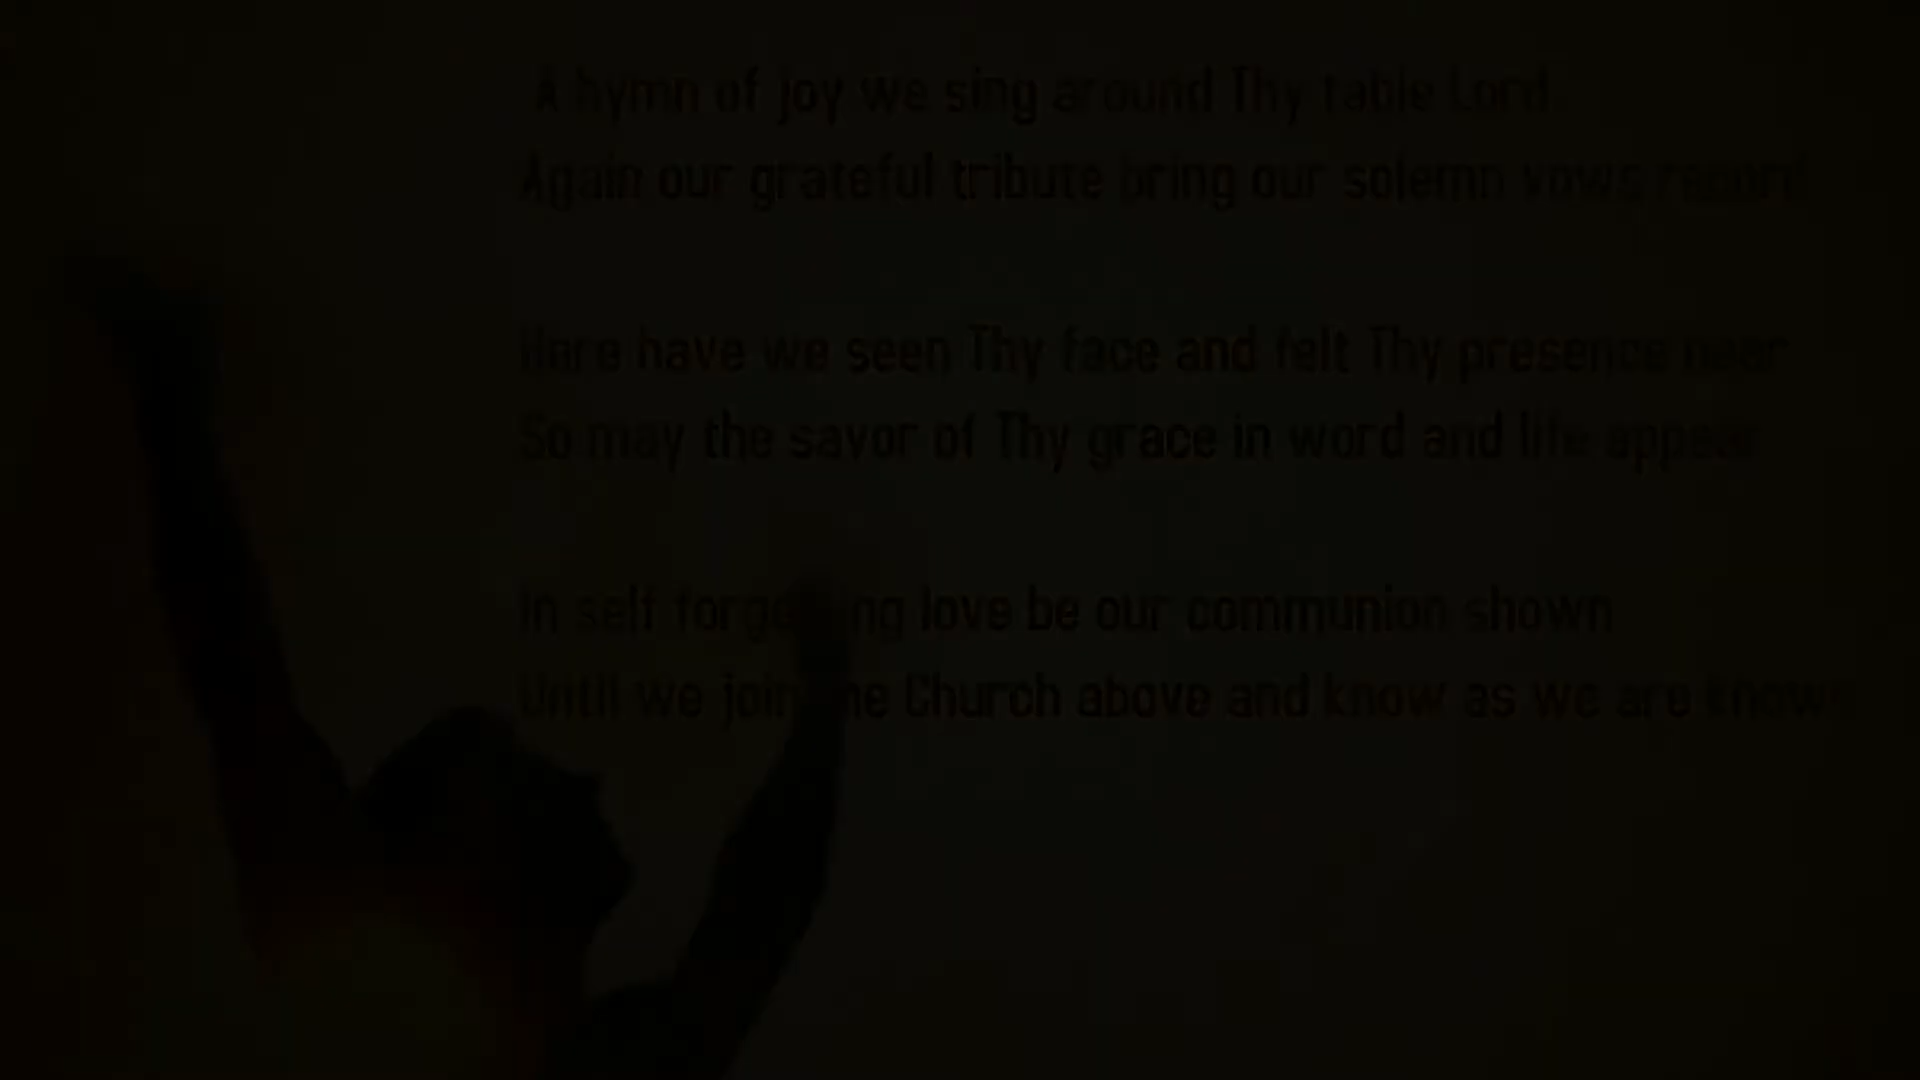 A hymn of joy we sing around Thy table Lord
Again our grateful tribute bring our solemn vows record
Here have we seen Thy face and felt Thy presence near
So may the savor of Thy grace in word and life appear
In self forge ng love be our communion shown
Until we join he Church above and know as we are known